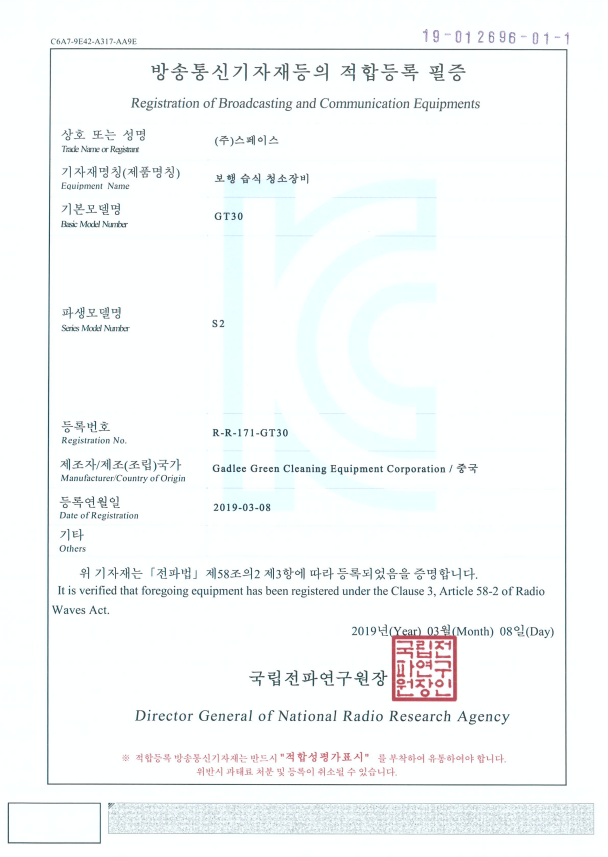 C6A7-9E42-A317-AA9E
19-012696-01-1
방송통신기자재등의 적합등록 필증
Registration of Broadcasting and Communication Equipments
상호 또는 성명
Trade Name or Registrant
(주)스페이스
기자재명칭(제품명칭)
Equipment Name
보행 습식 청소장비
기본모델명
Basic Model Number
GT30
파생모델명
Series Model Number
S2
등록번호
Registration No.
R-R-171-GT30
제조자/제조(조립)국가
Manufacturer/Country of Origin
Gadlee Green Cleaning Equipment Corporation / 중국
등록연월일
Date of Registration
2019-03-08
기타
Others
위 기자재는「전파법」제58조의2 제3항에 따라 등록되었음을 증명합니다.
It is verified that foregoing equipment has been registered under the Clause 3, Article 58-2 of Radio
Waves Act.
2019년(Year) 03월(Month) 08일(Day)
국립전파연구원장
국립전
파연구
원장인
Director General of National Radio Research Agency
※ 적합등록 방송통신기자재는 반드시 "적합성평가표시" 를 부착하여 유통하여야 합니다.
위반시 과태료 처분 및 등록이 취소될 수 있습니다.